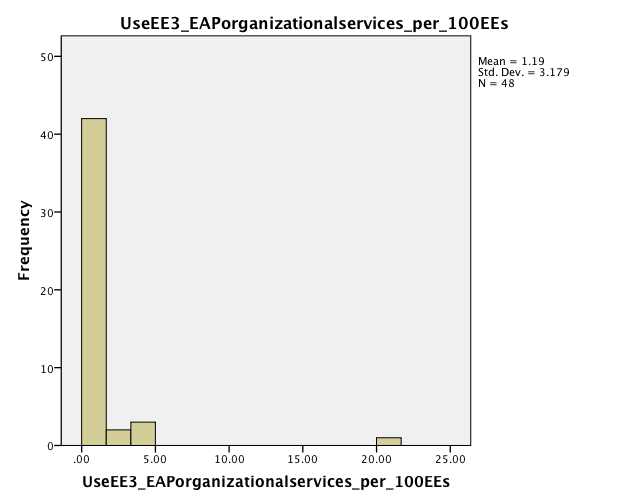 UseEE3_EAPorganizationalservices_per_100EEs
Mean = 1.19
Std. Dev. = 3.179
N = 48
Frequency
50
40
30
20
10
0
.00 5.00 10.00 15.00 20.00 25.00
UseEE3_EAPorganizationalservices_per_100EEs